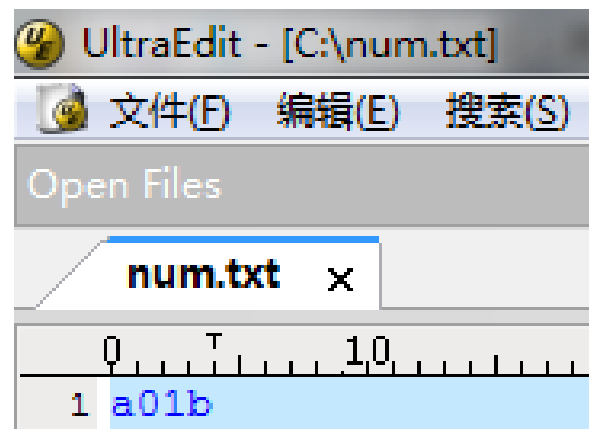 UltraEdit - [C:\num.txt]
文件(F) 编辑(E) 搜索(S)
Open Files
num.txt x
0 10
1 a01b